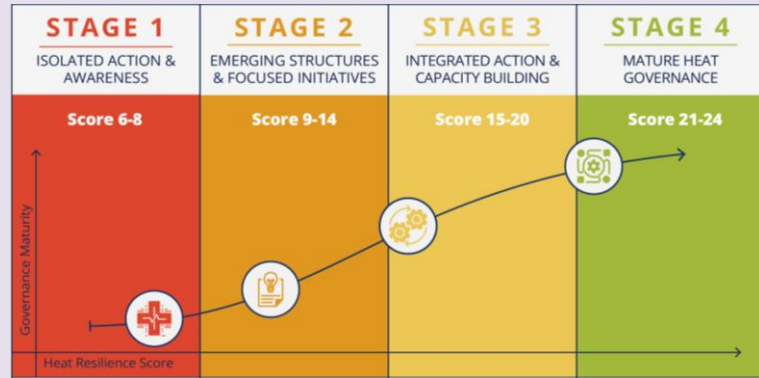 STAGE 1
ISOLATED ACTION &
AWARENESS
Score 6-8
STAGE 2
EMERGING STRUCTURES
& FOCUSED INITIATIVES
Score 9-14
STAGE 3
INTEGRATED ACTION &
CAPACITY BUILDING
Score 15-20
STAGE 4
MATURE HEAT
GOVERNANCE
Score 21-24
Governance Maturity
Heat Resilience Score